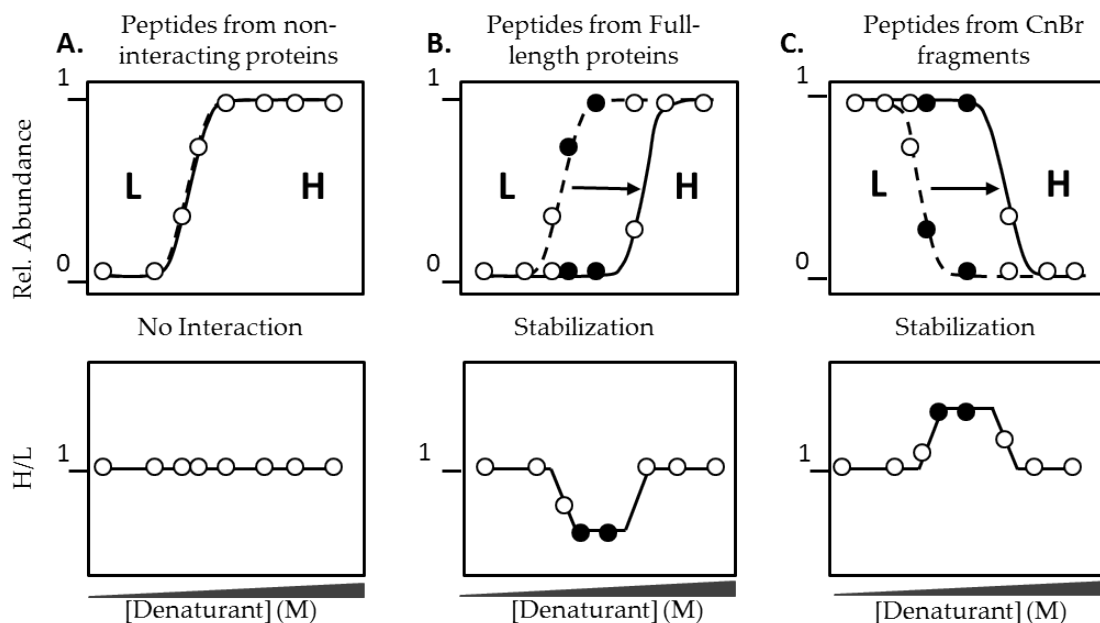 A.
Peptides from non-
interacting proteins
B.
Peptides from Full-
length proteins
C.
Peptides from CnBr
fragments
Rel. Abundance
1
0
L
H
1
0
L
H
1
0
L
H
No Interaction
Stabilization
Stabilization
H/L
1
1
1
[Denaturant] (M)
[Denaturant] (M)
[Denaturant] (M)